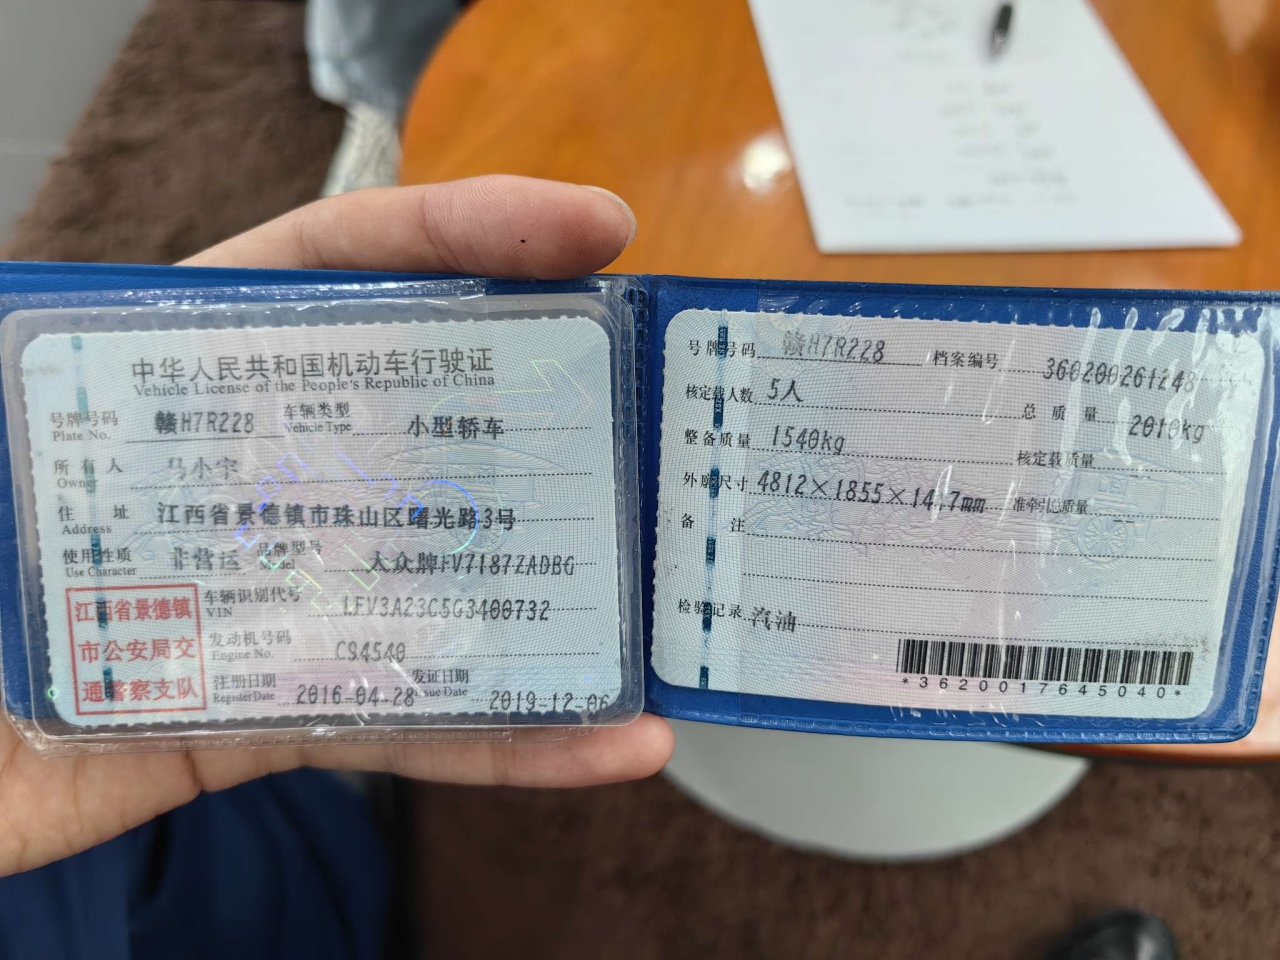 中华人民共和国机动车行驶证
Vehicle License of the People's Republic of China
号牌号码 赣H7R228 车辆类型 小型轿车
Plate No. Vehicle Type
所有人 马小宇
Owner
住址 江西省景德镇市珠山区曙光路3号
Address
使用性质 非营运 品牌型号 大众牌FV7187ZADBG
Use Character Model
江西省景德镇
市公安局交
通警察支队
车辆识别代号 LFV3A23C5G3400732
VIN
发动机号码 C94540
Engine No.
注册日期 2016-04-28 发证日期 2019-12-06
Register Date Issue Date
号牌号码 赣H7R228 档案编号 360200261248
核定载人数 5人 总质量 2010kg
整备质量 1540kg 核定载质量
外廓尺寸 4812×1855×1417mm 准牵引总质量 --
备注
检验记录 汽油
*3620017645040*